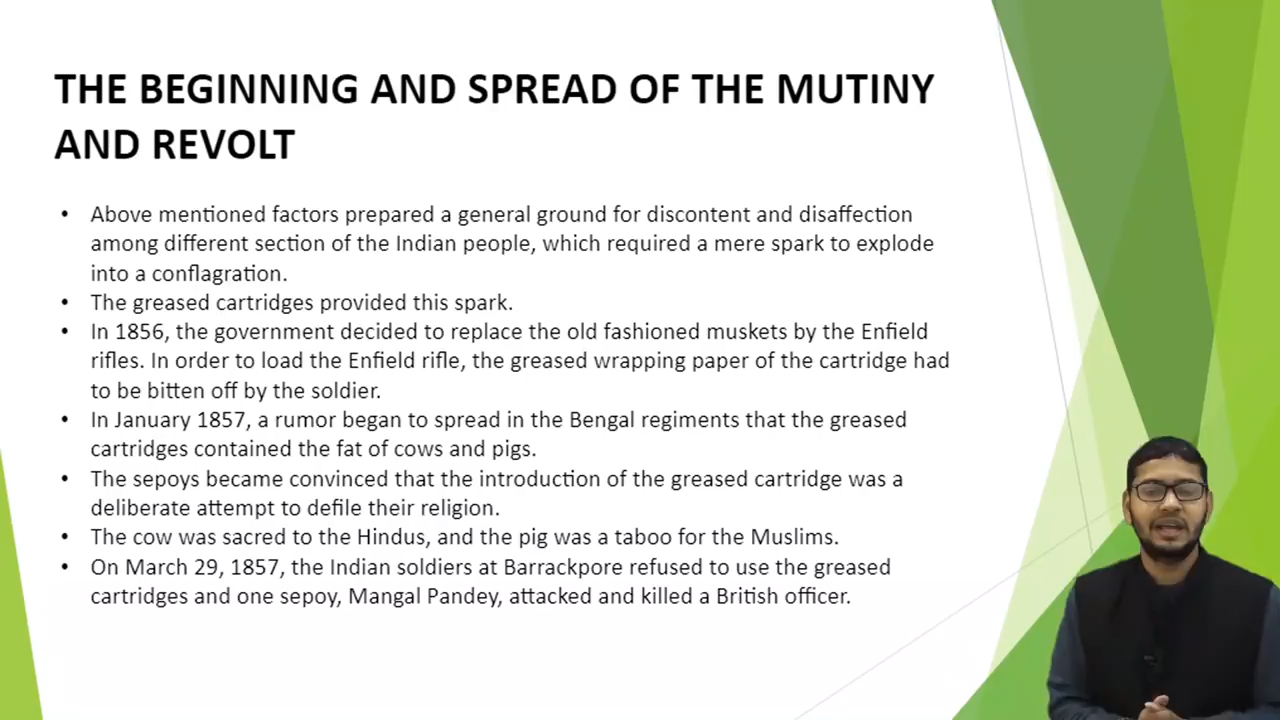 THE BEGINNING AND SPREAD OF THE MUTINY
AND REVOLT
• Above mentioned factors prepared a general ground for discontent and disaffection
among different section of the Indian people, which required a mere spark to explode
into a conflagration.
• The greased cartridges provided this spark.
• In 1856, the government decided to replace the old fashioned muskets by the Enfield
rifles. In order to load the Enfield rifle, the greased wrapping paper of the cartridge had
to be bitten off by the soldier.
• In January 1857, a rumor began to spread in the Bengal regiments that the greased
cartridges contained the fat of cows and pigs.
• The sepoys became convinced that the introduction of the greased cartridge was a
deliberate attempt to defile their religion.
• The cow was sacred to the Hindus, and the pig was a taboo for the Muslims.
• On March 29, 1857, the Indian soldiers at Barrackpore refused to use the greased
cartridges and one sepoy, Mangal Pandey, attacked and killed a British officer.